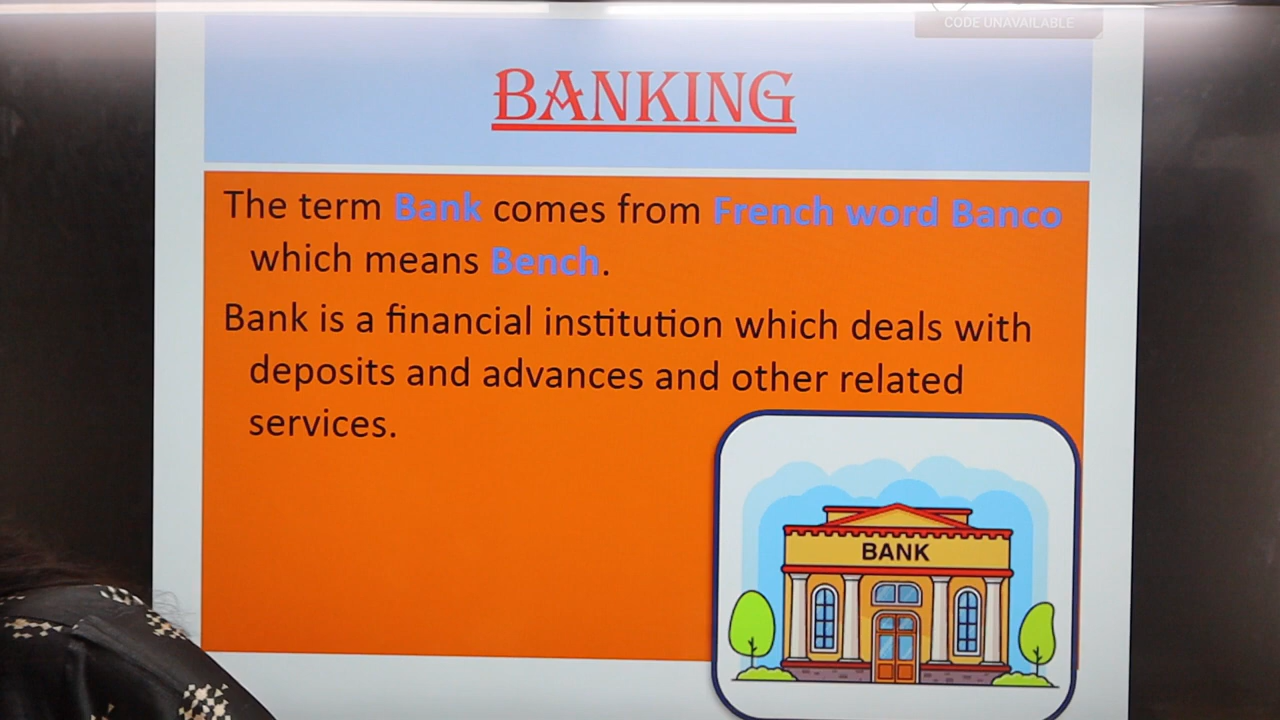 CODE UNAVAILABLE
BANKING
The term Bank comes from French word Banco
which means Bench.
Bank is a financial institution which deals with
deposits and advances and other related
services.
BANK